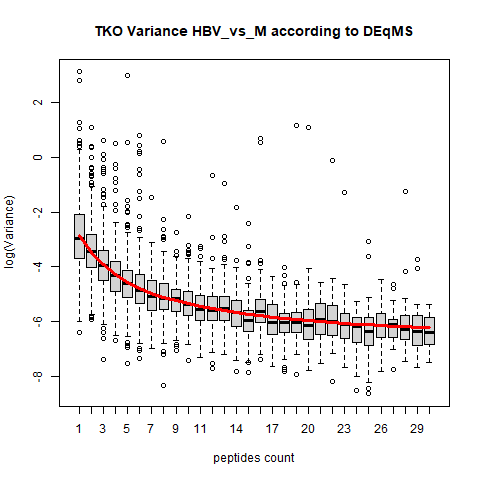 TKO Variance HBV_vs_M according to DEqMS
log(Variance)
2
0
-2
-4
-6
-8
1 3 5 7 9 11 14 17 20 23 26 29
peptides count